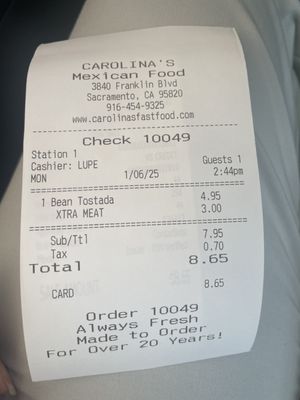 CAROLINA'S
Mexican Food
3840 Franklin Blvd
Sacramento, CA 95820
916-454-9325
www.carolinasfastfood.com
Check 10049
Station 1
Cashier: LUPE Guests 1
MON 1/06/25 2:44pm
1 Bean Tostada 4.95
XTRA MEAT 3.00
Sub/Ttl 7.95
Tax 0.70
Total 8.65
CARD 8.65
Order 10049
Always Fresh
Made to Order
For Over 20 Years!